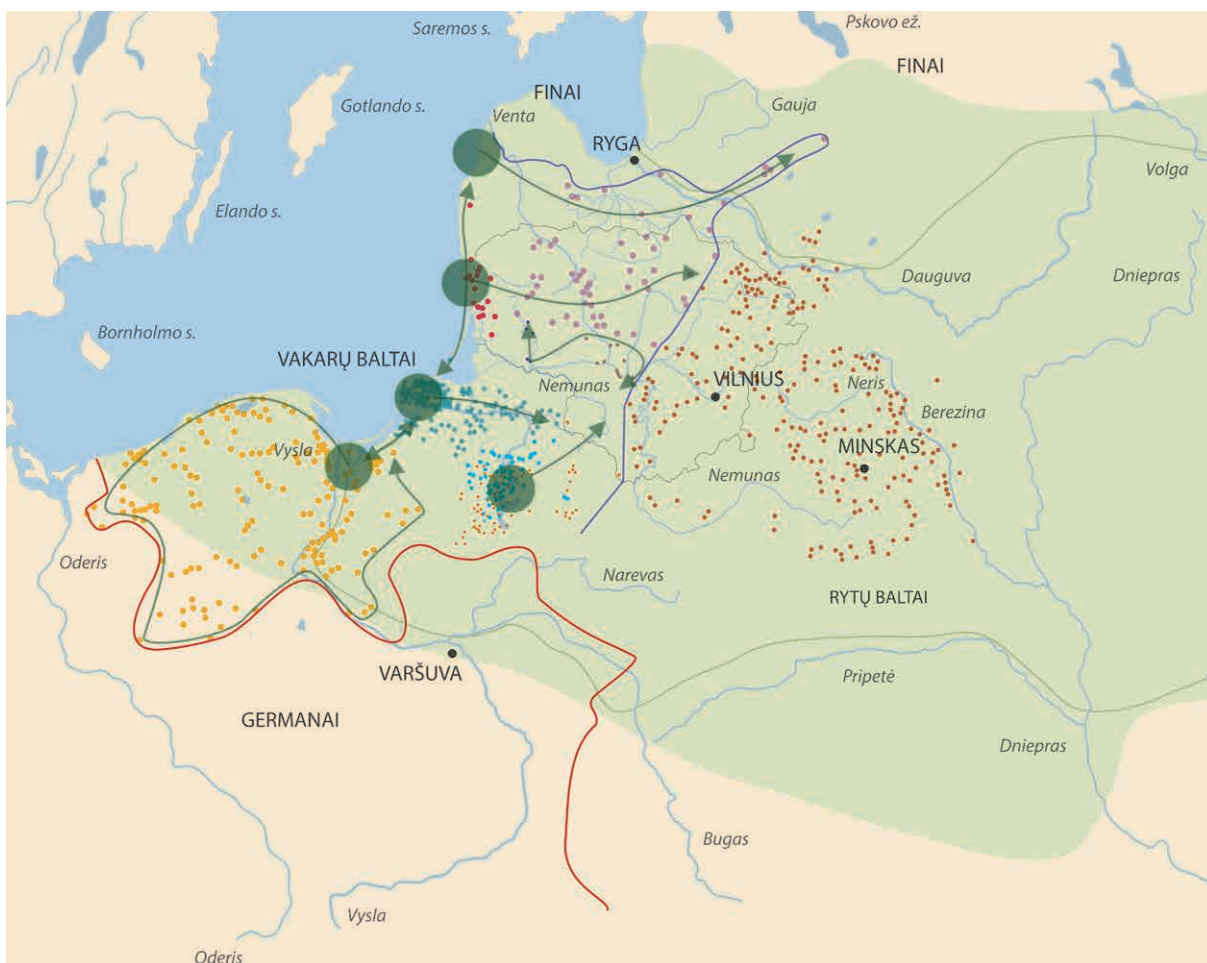 Saremos s.
Pskovo ež.
FINAI
Gotlando s.
FINAI
Venta
Gauja
RYGA
Volga
Elando s.
Dauguva
Dniepras
Bornholmo s.
VAKARŲ BALTAI
Nemunas
VILNIUS
Neris
Berezina
Vysla
MINSKAS
Nemunas
Oderis
Narevas
RYTŲ BALTAI
VARŠUVA
Pripetė
GERMANAI
Dniepras
Bugas
Vysla
Oderis